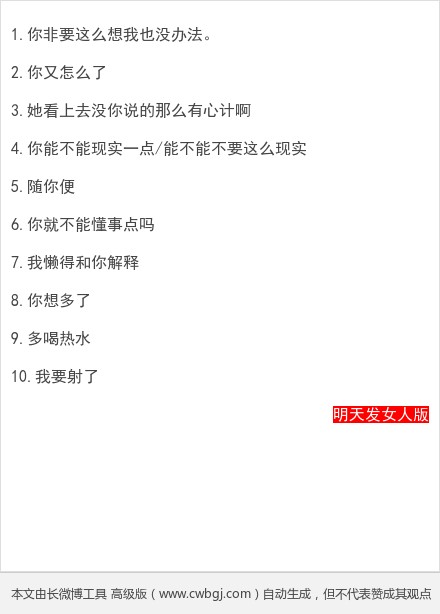 1.你非要这么想我也没办法。
2.你又怎么了
3.她看上去没你说的那么有心计啊
4.你能不能现实一点/能不能不要这么现实
5.随你便
6.你就不能懂事点吗
7.我懒得和你解释
8.你想多了
9.多喝热水
10.我要射了
明天发女人版
本文由长微博工具 高级版（www.cwbgj.com）自动生成，但不代表赞成其观点